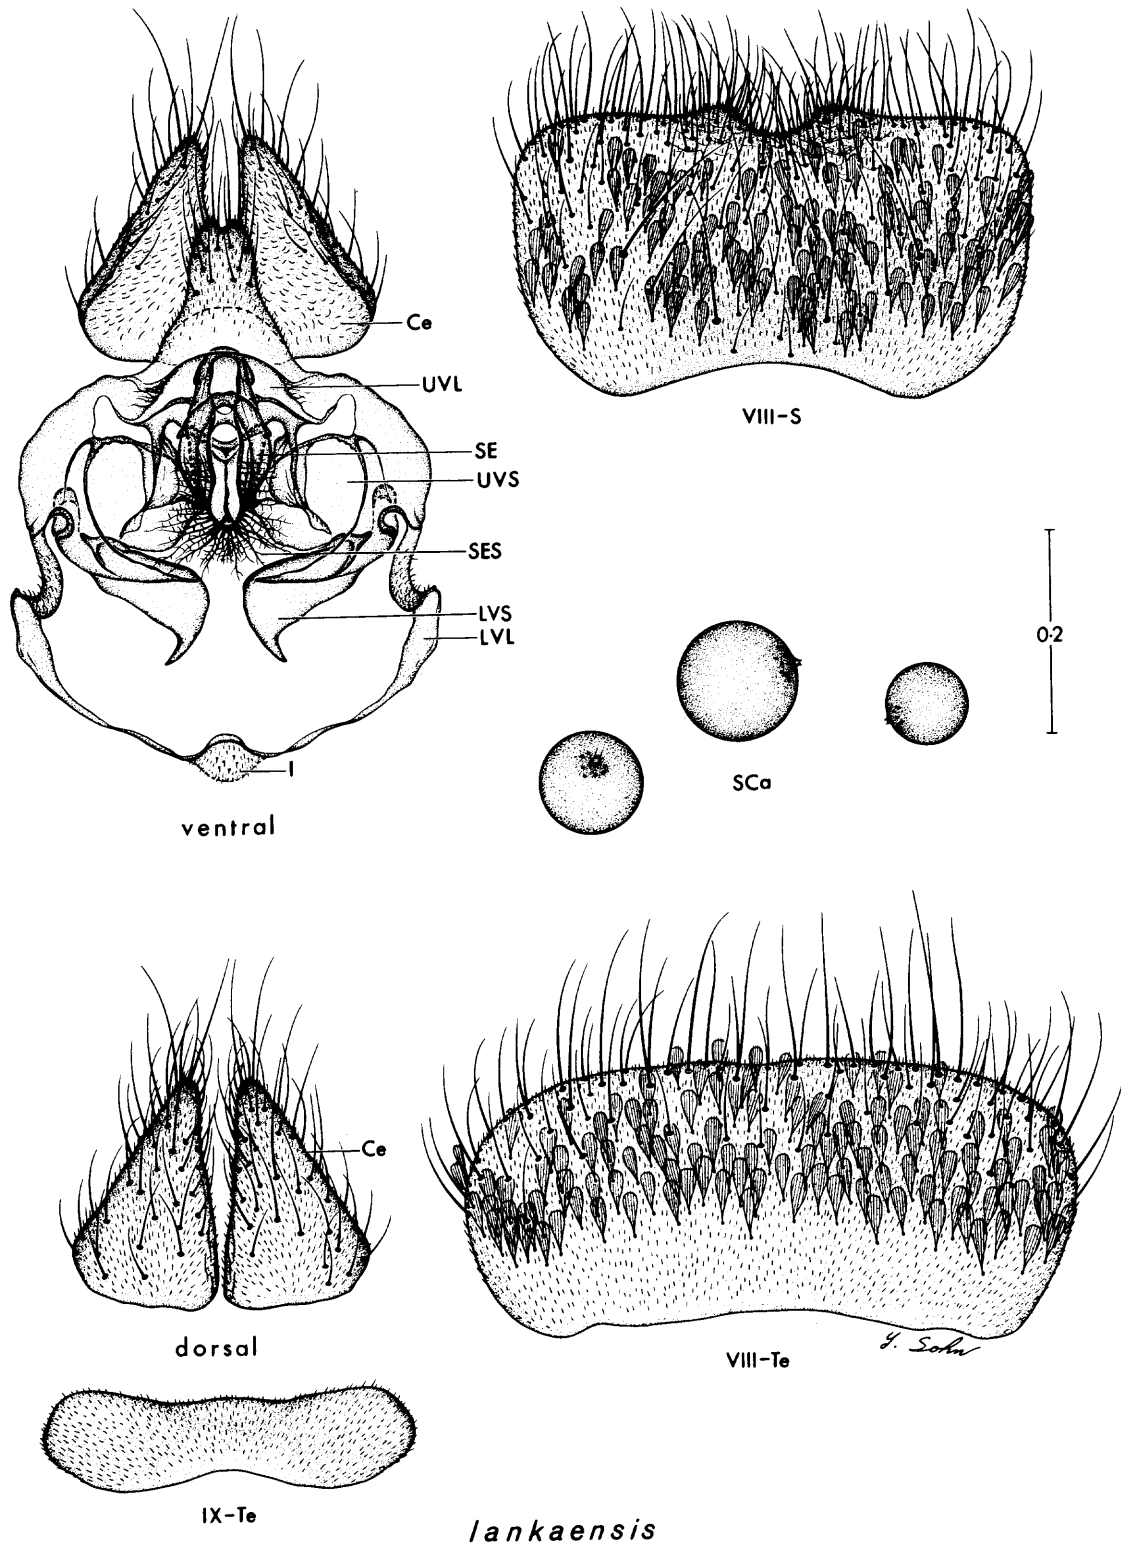 Ce
UVL
SE
UVS
SES
LVS
LVL
I
ventral
VIII-S
0·2
SCa
Ce
dorsal
VIII-Te
Y. Sohn
IX-Te
lankaensis